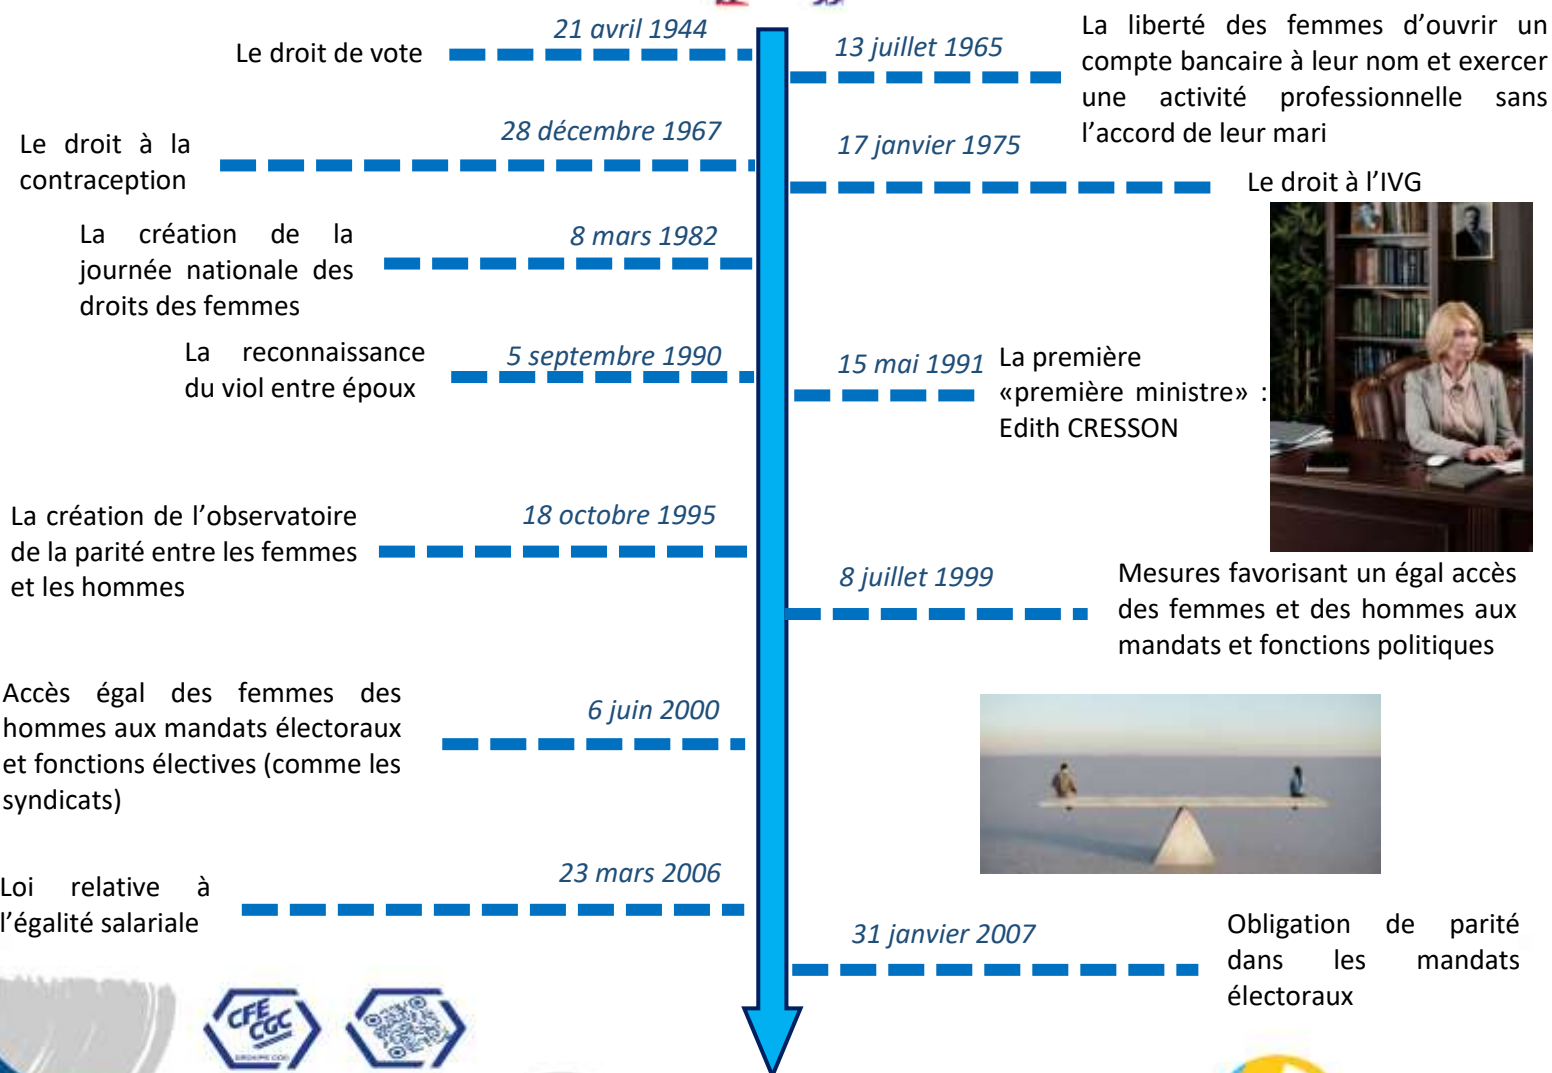 21 avril 1944
Le droit de vote
13 juillet 1965
La liberté des femmes d’ouvrir un
compte bancaire à leur nom et exercer
une activité professionnelle sans
l’accord de leur mari
28 décembre 1967
Le droit à la
contraception
17 janvier 1975
Le droit à l’IVG
8 mars 1982
La création de la
journée nationale des
droits des femmes
5 septembre 1990
La reconnaissance
du viol entre époux
15 mai 1991
La première
«première ministre» :
Edith CRESSON
18 octobre 1995
La création de l’observatoire
de la parité entre les femmes
et les hommes
8 juillet 1999
Mesures favorisant un égal accès
des femmes et des hommes aux
mandats et fonctions politiques
6 juin 2000
Accès égal des femmes des
hommes aux mandats électoraux
et fonctions électives (comme les
syndicats)
23 mars 2006
Loi relative à
l’égalité salariale
31 janvier 2007
Obligation de parité
dans les mandats
électoraux
CFE
CGC